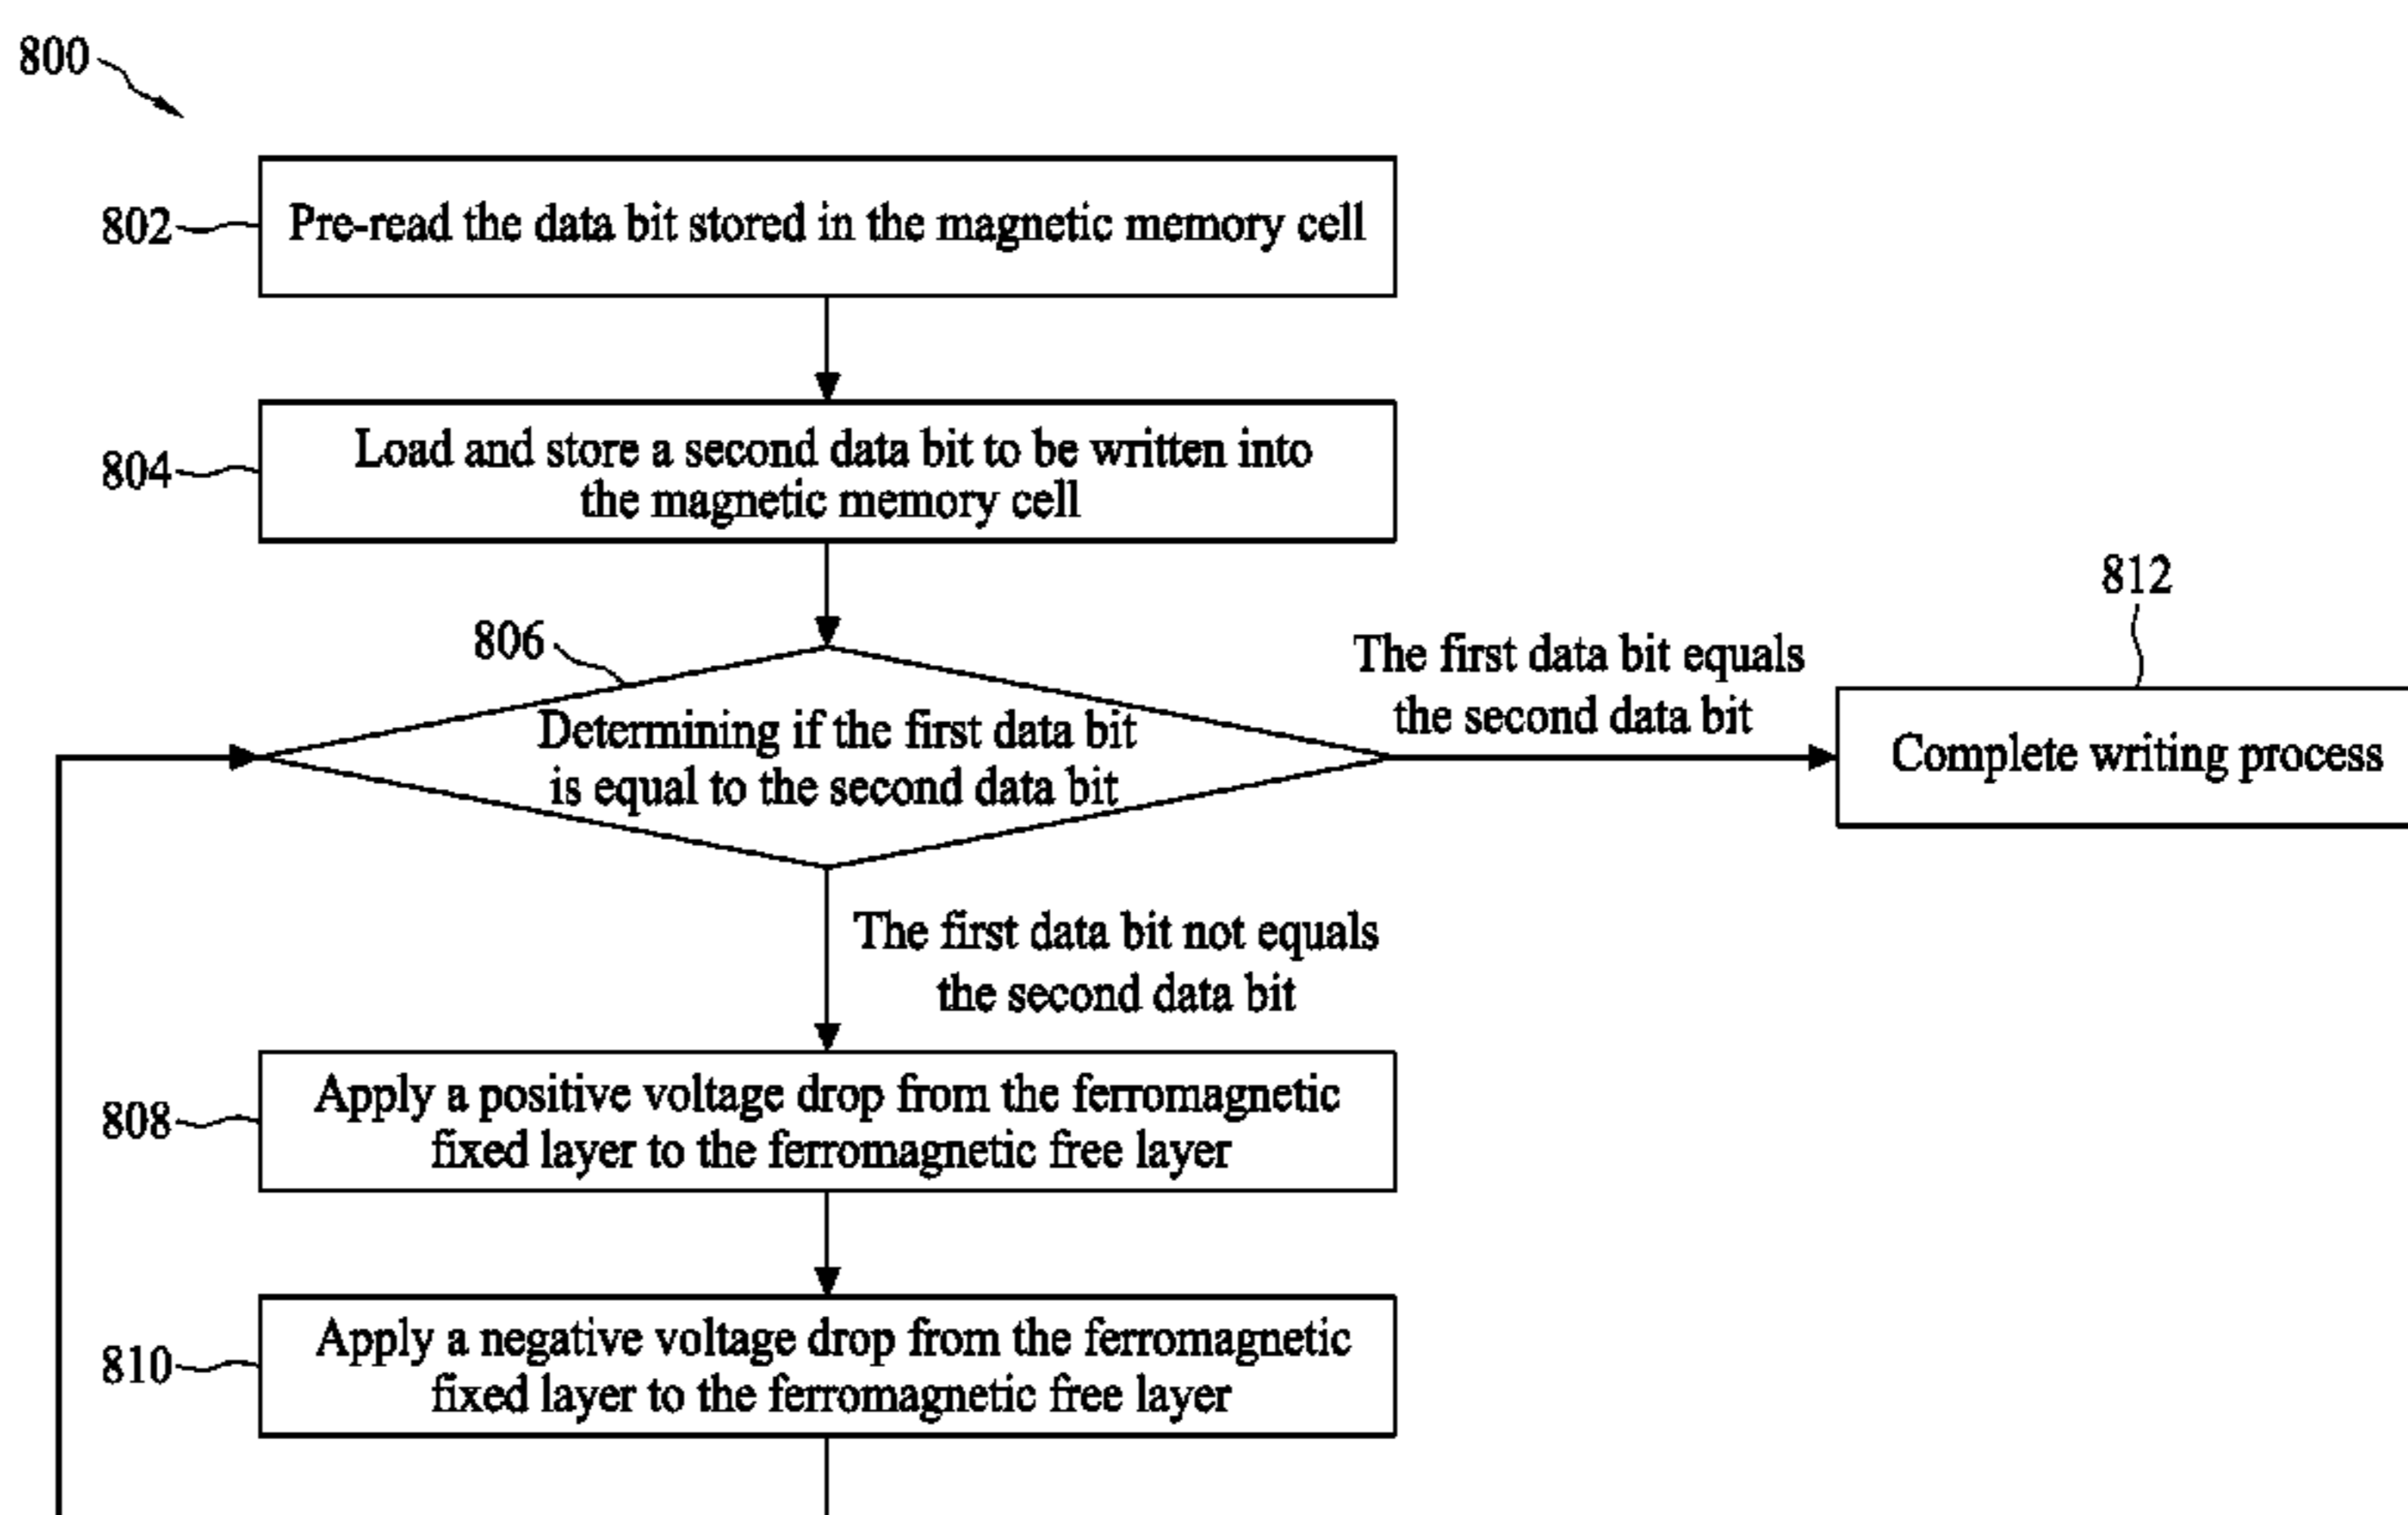 800
802
Pre-read the data bit stored in the magnetic memory cell
804
Load and store a second data bit to be written into
the magnetic memory cell
806
Determining if the first data bit
is equal to the second data bit
The first data bit equals
the second data bit
812
Complete writing process
The first data bit not equals
the second data bit
808
Apply a positive voltage drop from the ferromagnetic
fixed layer to the ferromagnetic free layer
810
Apply a negative voltage drop from the ferromagnetic
fixed layer to the ferromagnetic free layer